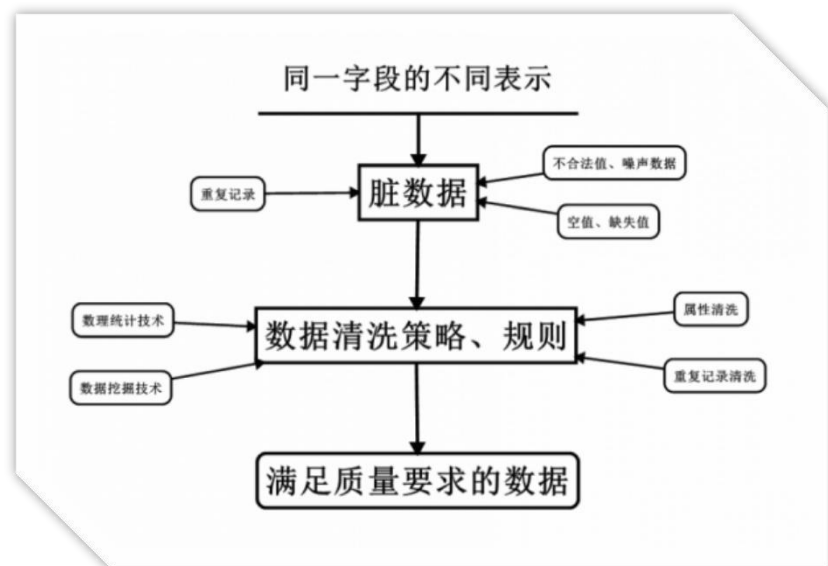 同一字段的不同表示
不合法值、噪声数据
重复记录
脏数据
空值、缺失值
数理统计技术
属性清洗
数据清洗策略、规则
数据挖掘技术
重复记录清洗
满足质量要求的数据